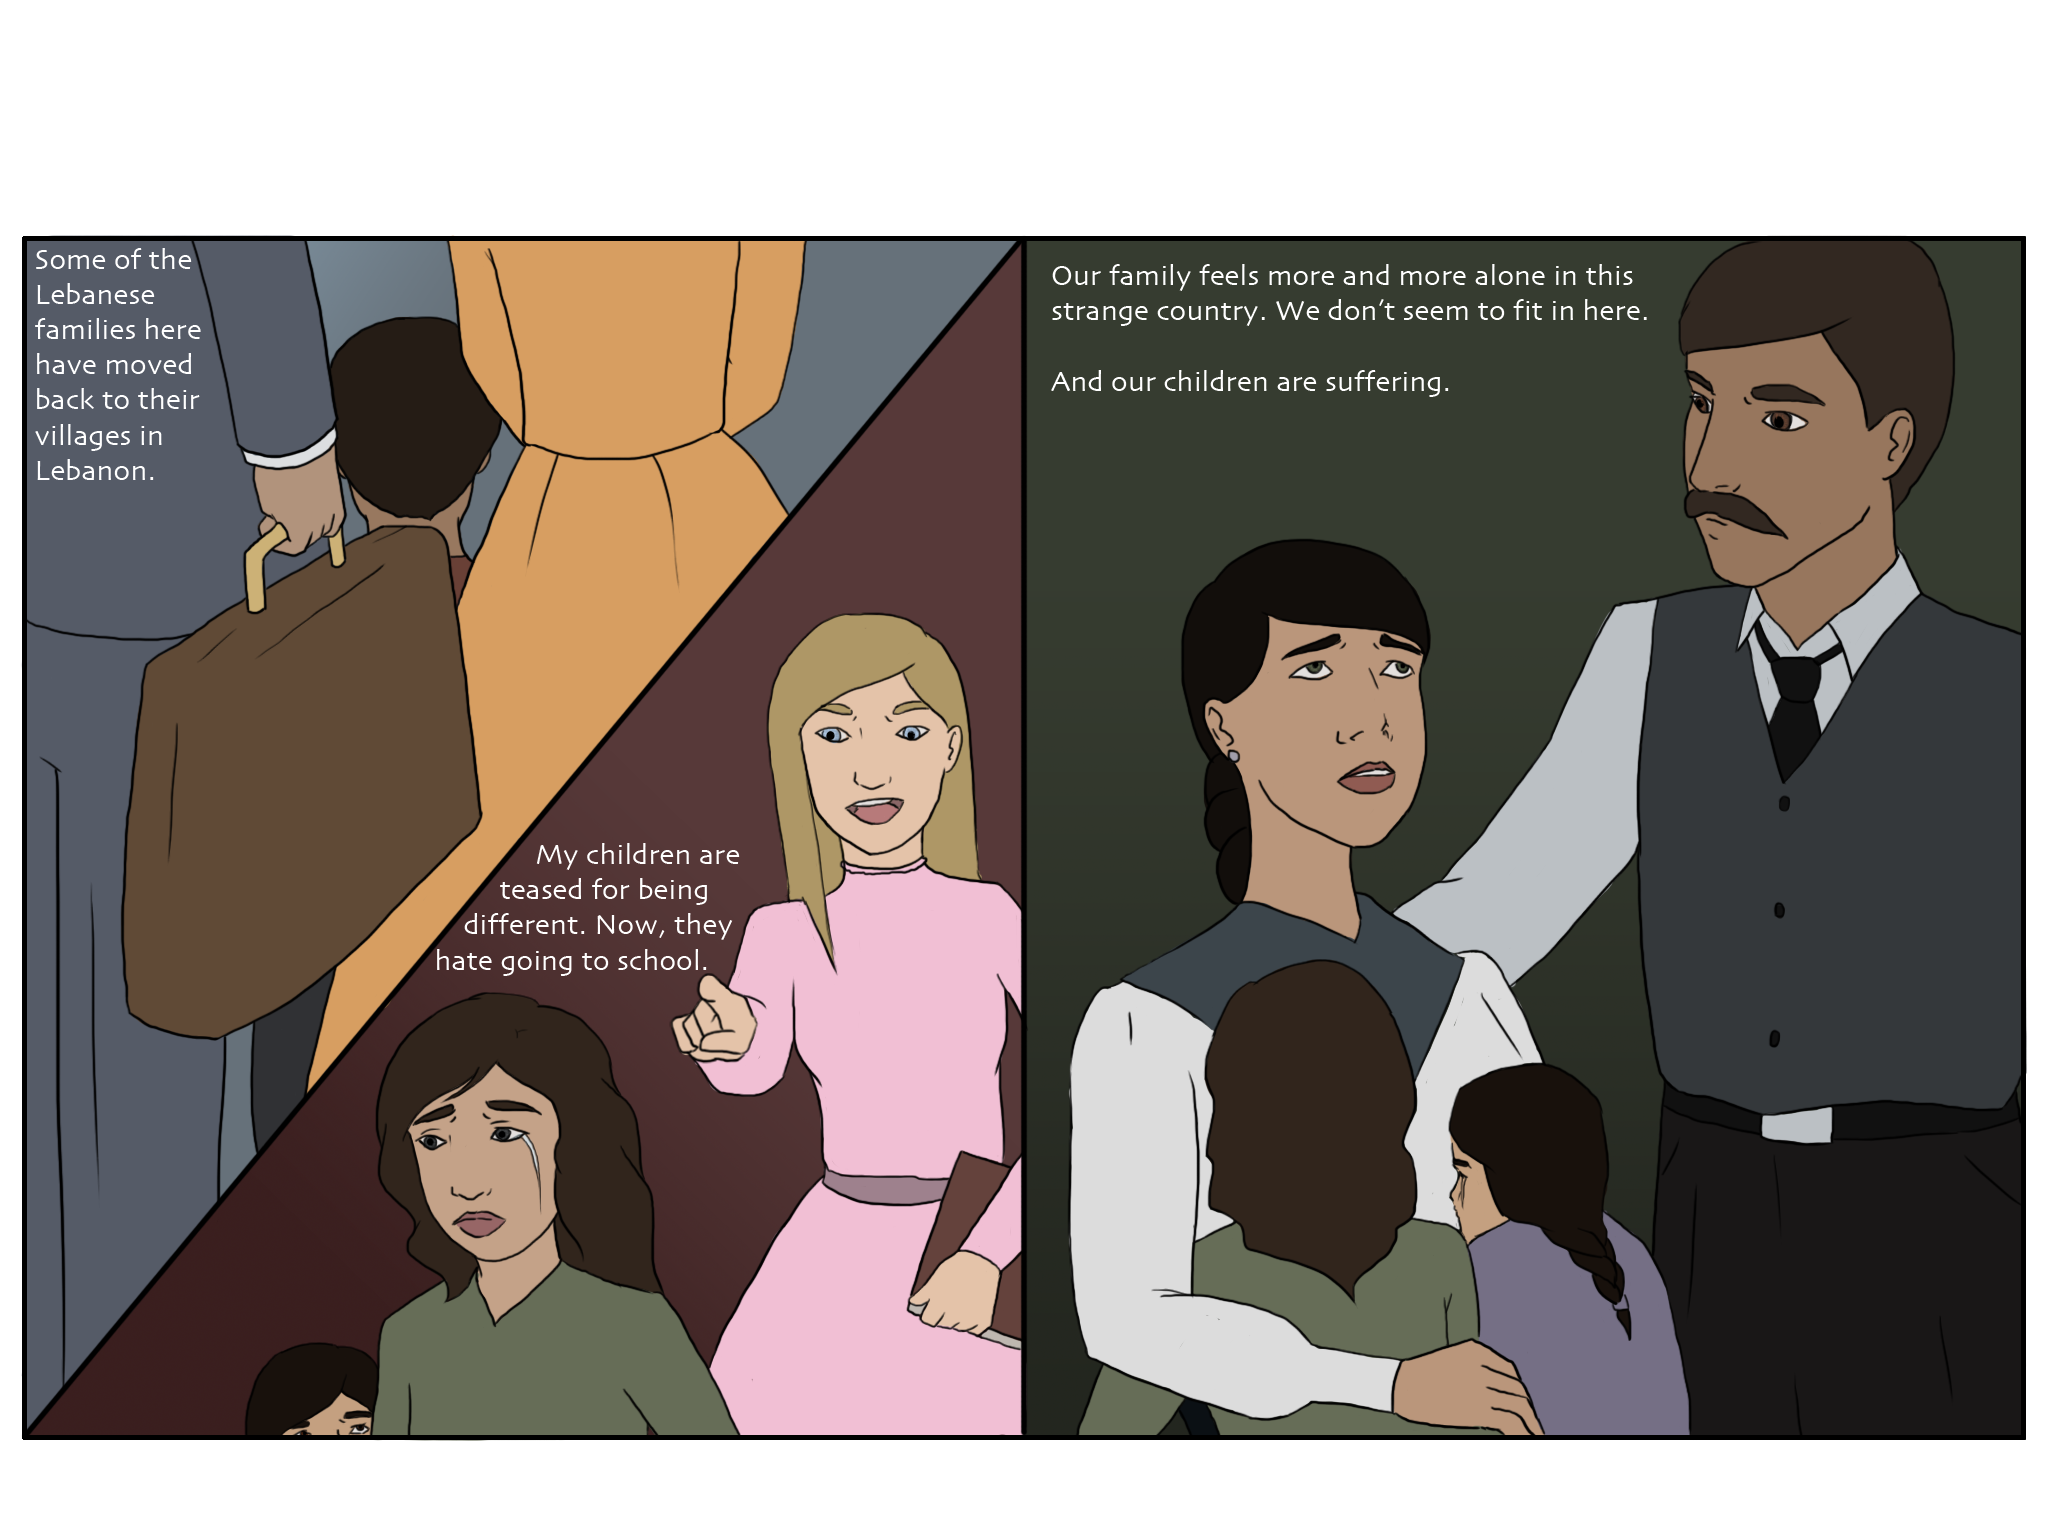 Some of the
Lebanese
families here
have moved
back to their
villages in
Lebanon.
My children are
teased for being
different. Now, they
hate going to school.
Our family feels more and more alone in this
strange country. We don’t seem to fit in here.
And our children are suffering.